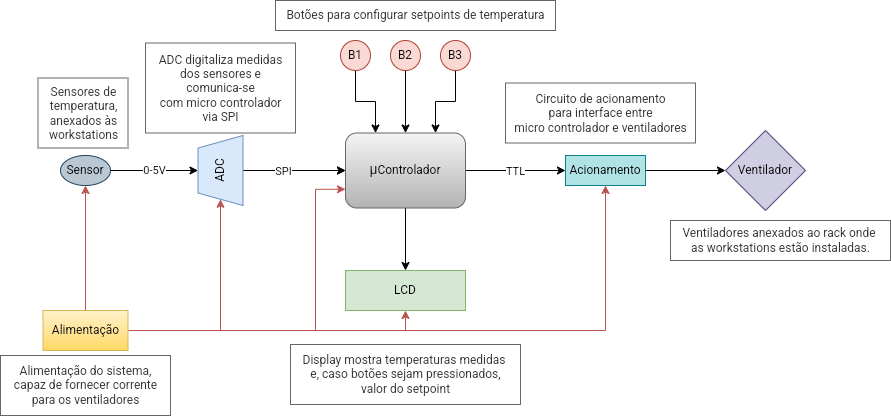 Botões para configurar setpoints de temperatura
B1
B2
B3
ADC digitaliza medidas
dos sensores e
comunica-se
com micro controlador
via SPI
Sensores de
temperatura,
anexados às
workstations
Circuito de acionamento
para interface entre
micro controlador e ventiladores
Sensor
0-5V
ADC
SPI
µControlador
TTL
Acionamento
Ventilador
Ventiladores anexados ao rack onde
as workstations estão instaladas.
LCD
Alimentação
Alimentação do sistema,
capaz de fornecer corrente
para os ventiladores
Display mostra temperaturas medidas
e, caso botões sejam pressionados,
valor do setpoint